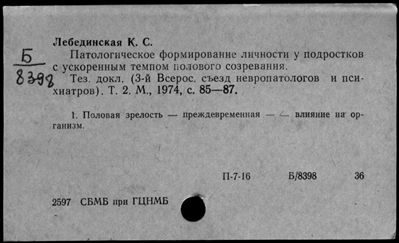 Лебединская К. С.
Б
8398
Патологическое формирование личности у подростков
с ускоренным темпом полового созревания.
Тез. докл. (3-й Всерос. съезд невропатологов и пси-
хиатров). Т. 2. М., 1974, с. 85—87.
1. Половая зрелость — преждевременная — — влияние на ор-
ганизм.
П-7-16 Б/8398 36
2597 СБМБ при ГЦНМБ